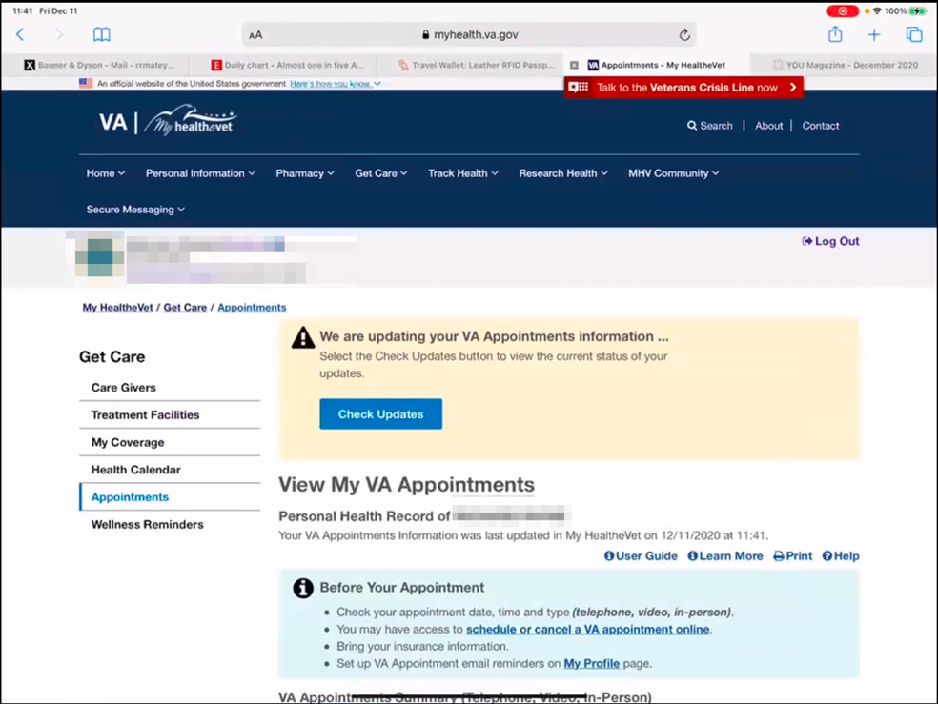 11:41 Fri Dec 11
100%
AA
myhealth.va.gov
Bonner & Dyson - Mail - rrmatey...
Daily chart - Almost one in five A...
Travel Wallet: Leather RFID Passp...
Appointments - My HealtheVet
YOU Magazine - December 2020
An official website of the United States government Here's how you know
Talk to the Veterans Crisis Line now
VA | My healthevet
Search | About | Contact
Home Personal Information Pharmacy Get Care Track Health Research Health MHV Community
Secure Messaging
Log Out
My HealtheVet / Get Care / Appointments
Get Care
Care Givers
Treatment Facilities
My Coverage
Health Calendar
Appointments
Wellness Reminders
We are updating your VA Appointments information ...
Select the Check Updates button to view the current status of your
updates.
Check Updates
View My VA Appointments
Personal Health Record of
Your VA Appointments Information was last updated in My HealtheVet on 12/11/2020 at 11:41.
User Guide Learn More Print Help
Before Your Appointment
• Check your appointment date, time and type (telephone, video, in-person).
• You may have access to schedule or cancel a VA appointment online.
• Bring your insurance information.
• Set up VA Appointment email reminders on My Profile page.
VA Appointments Summary (Telephone, Video, In-Person)